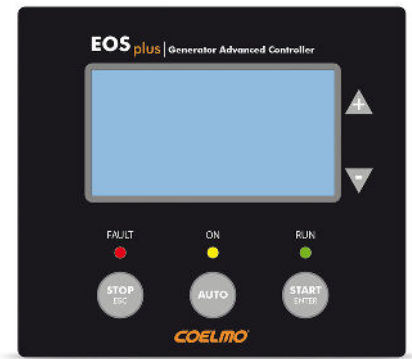 EOS plus | Generator Advanced Controller
+
-
FAULT ON RUN
STOP AUTO START
ESC ENTER
COELMO